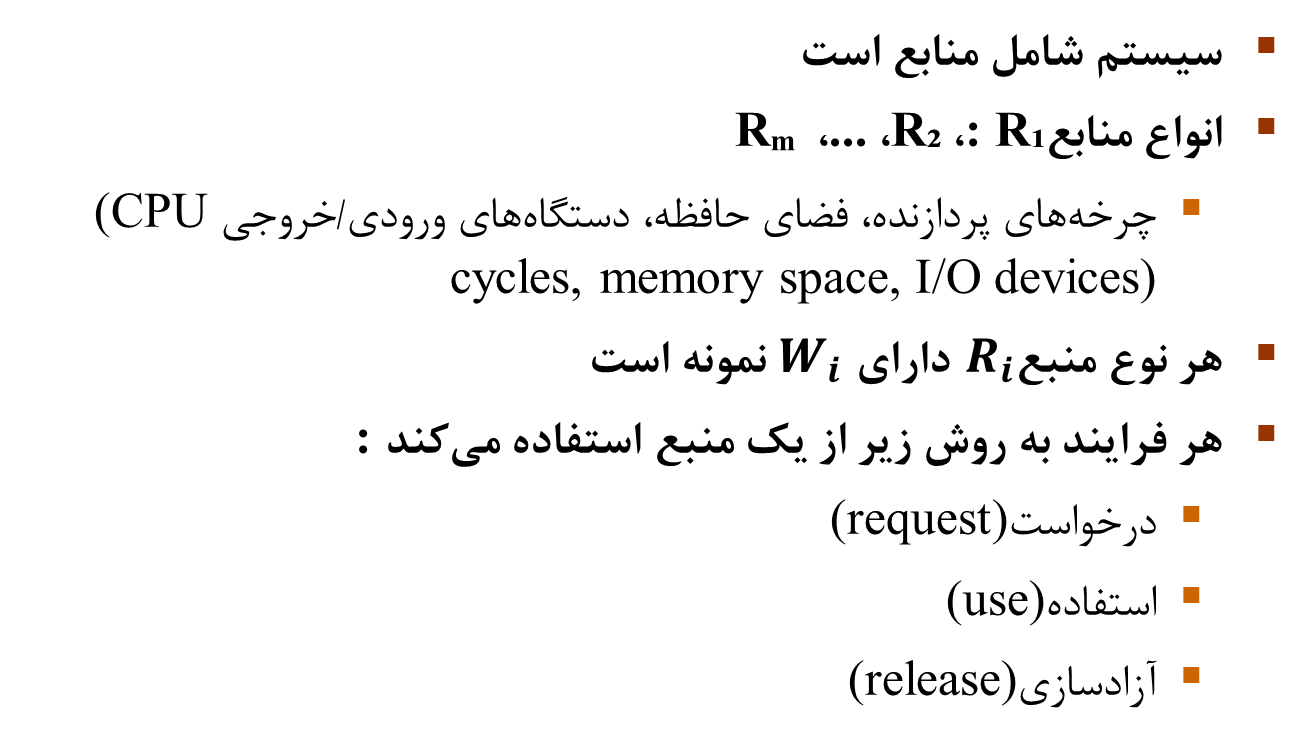 سیستم شامل منابع است
انواع منابع R₁ :، R₂، ....، Rₘ
چرخه‌های پردازنده، فضای حافظه، دستگاه‌های ورودی/خروجی (CPU
cycles, memory space, I/O devices)
هر نوع منبع Rᵢ دارای Wᵢ نمونه است
هر فرایند به روش زیر از یک منبع استفاده می‌کند :
درخواست(request)
استفاده(use)
آزادسازی(release)